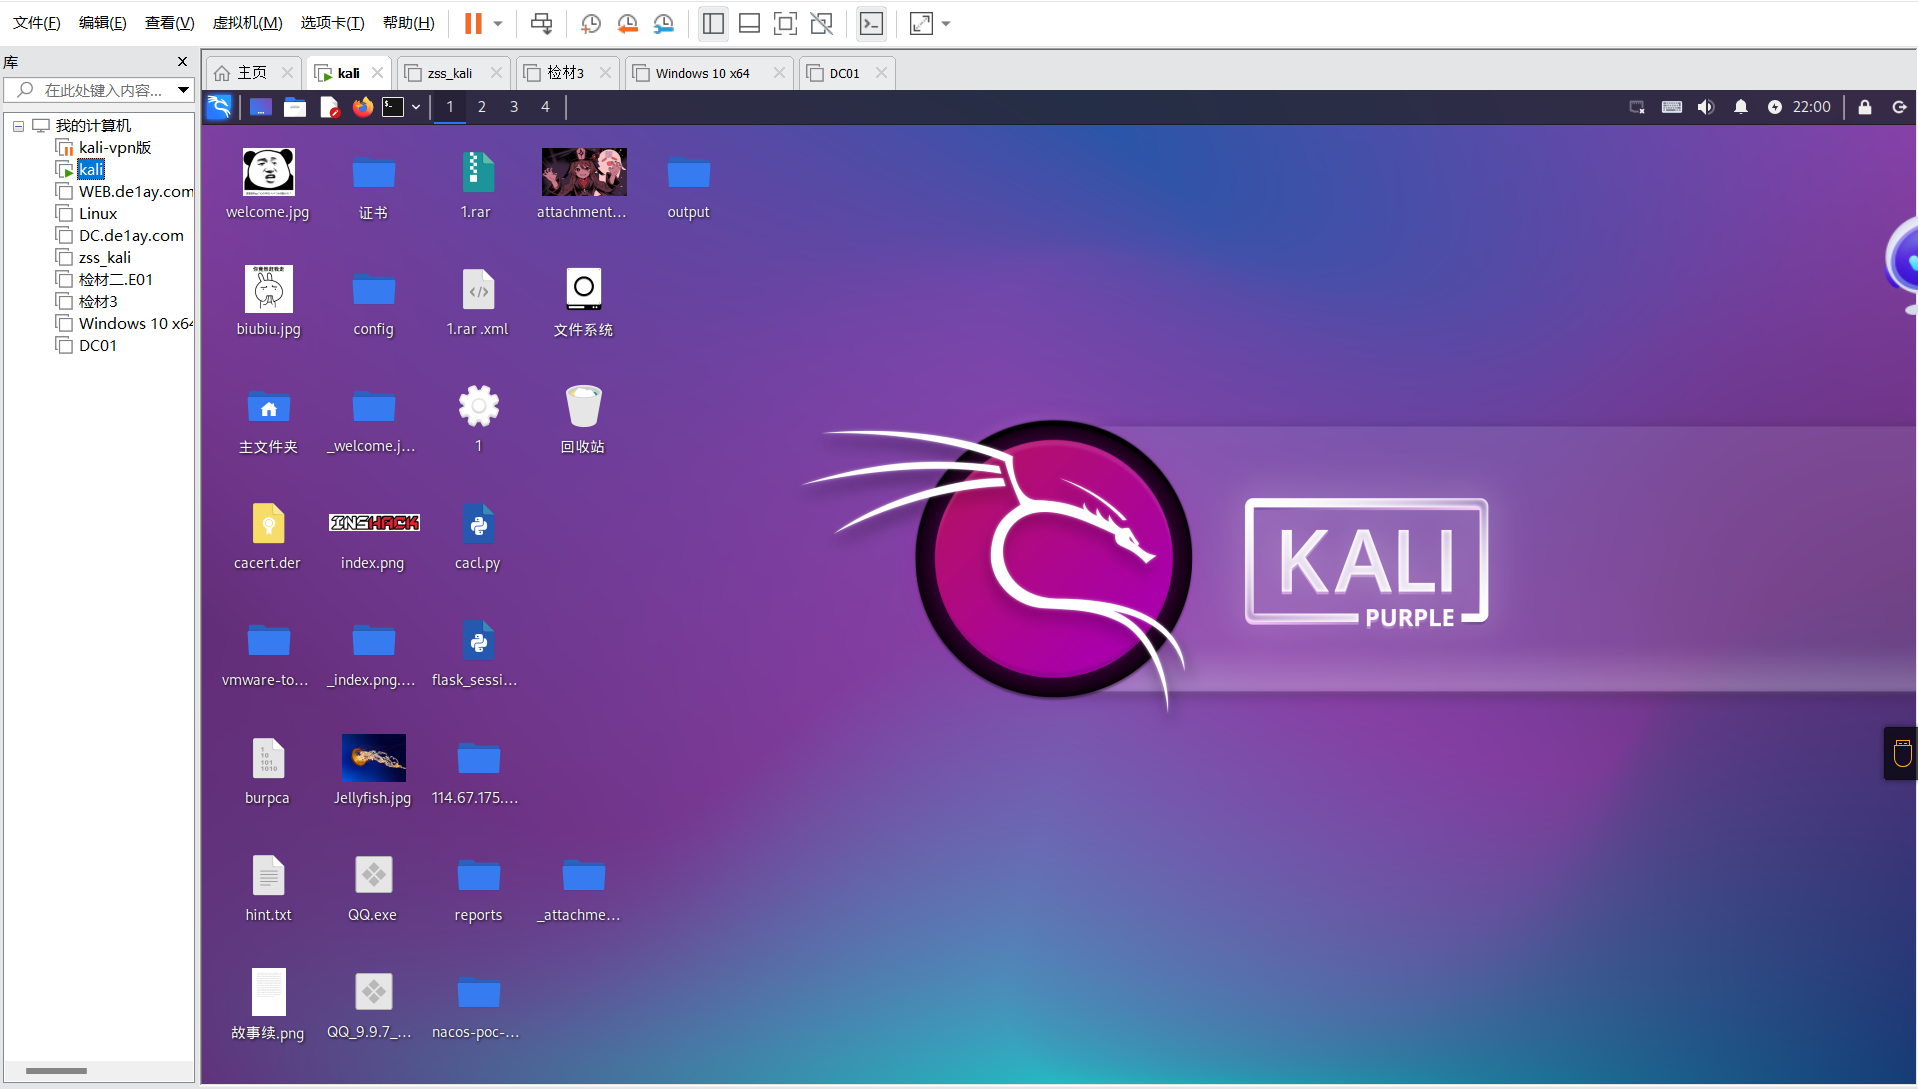 文件(F) 编辑(E) 查看(V) 虚拟机(M) 选项卡(T) 帮助(H)
库
在此处键入内容...
我的计算机
kali-vpn版
kali
WEB.de1ay.com
Linux
DC.de1ay.com
zss_kali
检材二.E01
检材3
Windows 10 x64
DC01
主页 kali zss_kali 检材3 Windows 10 x64 DC01
1 2 3 4 22:00
welcome.jpg 证书 1.rar attachment... output
biubiu.jpg config 1.rar .xml 文件系统
主文件夹 _welcome.j... 1 回收站
INSHACK
cacert.der index.png cacl.py
vmware-to... _index.png.... flask_sessi...
burpca Jellyfish.jpg 114.67.175....
hint.txt QQ.exe reports _attachme...
故事续.png QQ_9.9.7_... nacos-poc-...
KALI
PURPLE